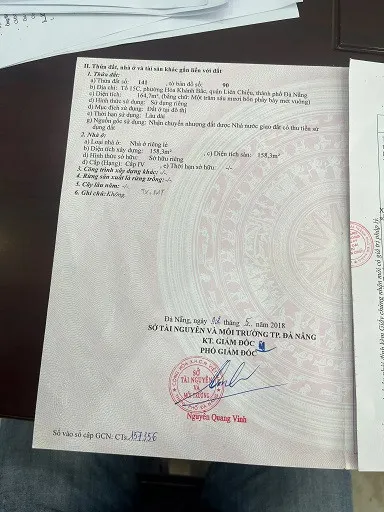 II. Thửa đất, nhà ở và tài sản khác gắn liền với đất
1. Thửa đất:
a) Thửa đất số: 141 , tờ bản đồ số: 90
b) Địa chỉ: Tổ 15C, phường Hòa Khánh Bắc, quận Liên Chiểu, thành phố Đà Nẵng
c) Diện tích: 164,7m², (bằng chữ: Một trăm sáu mươi bốn phẩy bảy mét vuông)
d) Hình thức sử dụng: Sử dụng riêng
đ) Mục đích sử dụng: Đất ở tại đô thị
e) Thời hạn sử dụng: Lâu dài
g) Nguồn gốc sử dụng: Nhận chuyển nhượng đất được Nhà nước giao đất có thu tiền sử
dụng đất
2. Nhà ở:
a) Loại nhà ở: Nhà ở riêng lẻ
b) Diện tích xây dựng: 158,3m² , c) Diện tích sàn: 158,3m²
d) Hình thức sở hữu: Sở hữu riêng
đ) Cấp (Hạng): Cấp IV , e) Thời hạn sở hữu: -/-
3. Công trình xây dựng khác: -/-
4. Rừng sản xuất là rừng trồng: -/-
5. Cây lâu năm: -/-
6. Ghi chú: Không.
Đà Nẵng, ngày tháng 5 năm 2018
SỞ TÀI NGUYÊN VÀ MÔI TRƯỜNG TP. ĐÀ NẴNG
KT. GIÁM ĐỐC
PHÓ GIÁM ĐỐC
SỞ
TÀI NGUYÊN
VÀ
MÔI TRƯỜNG
Nguyễn Quang Vinh
Số vào sổ cấp GCN: CTs 157156